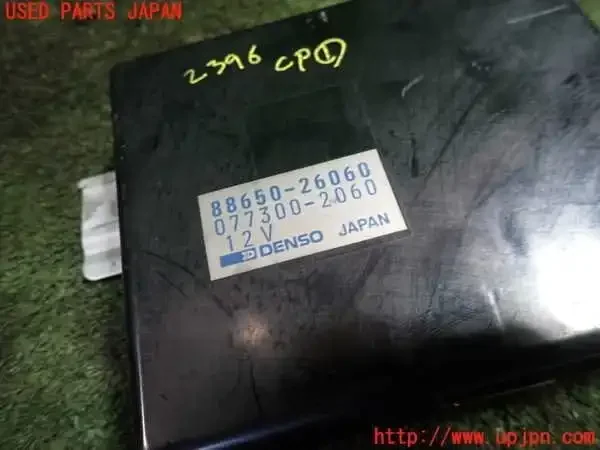 USED PARTS JAPAN
2396 CP①
88650-26060
077300-2060
12V
DENSO JAPAN
http://www.upjpn.com